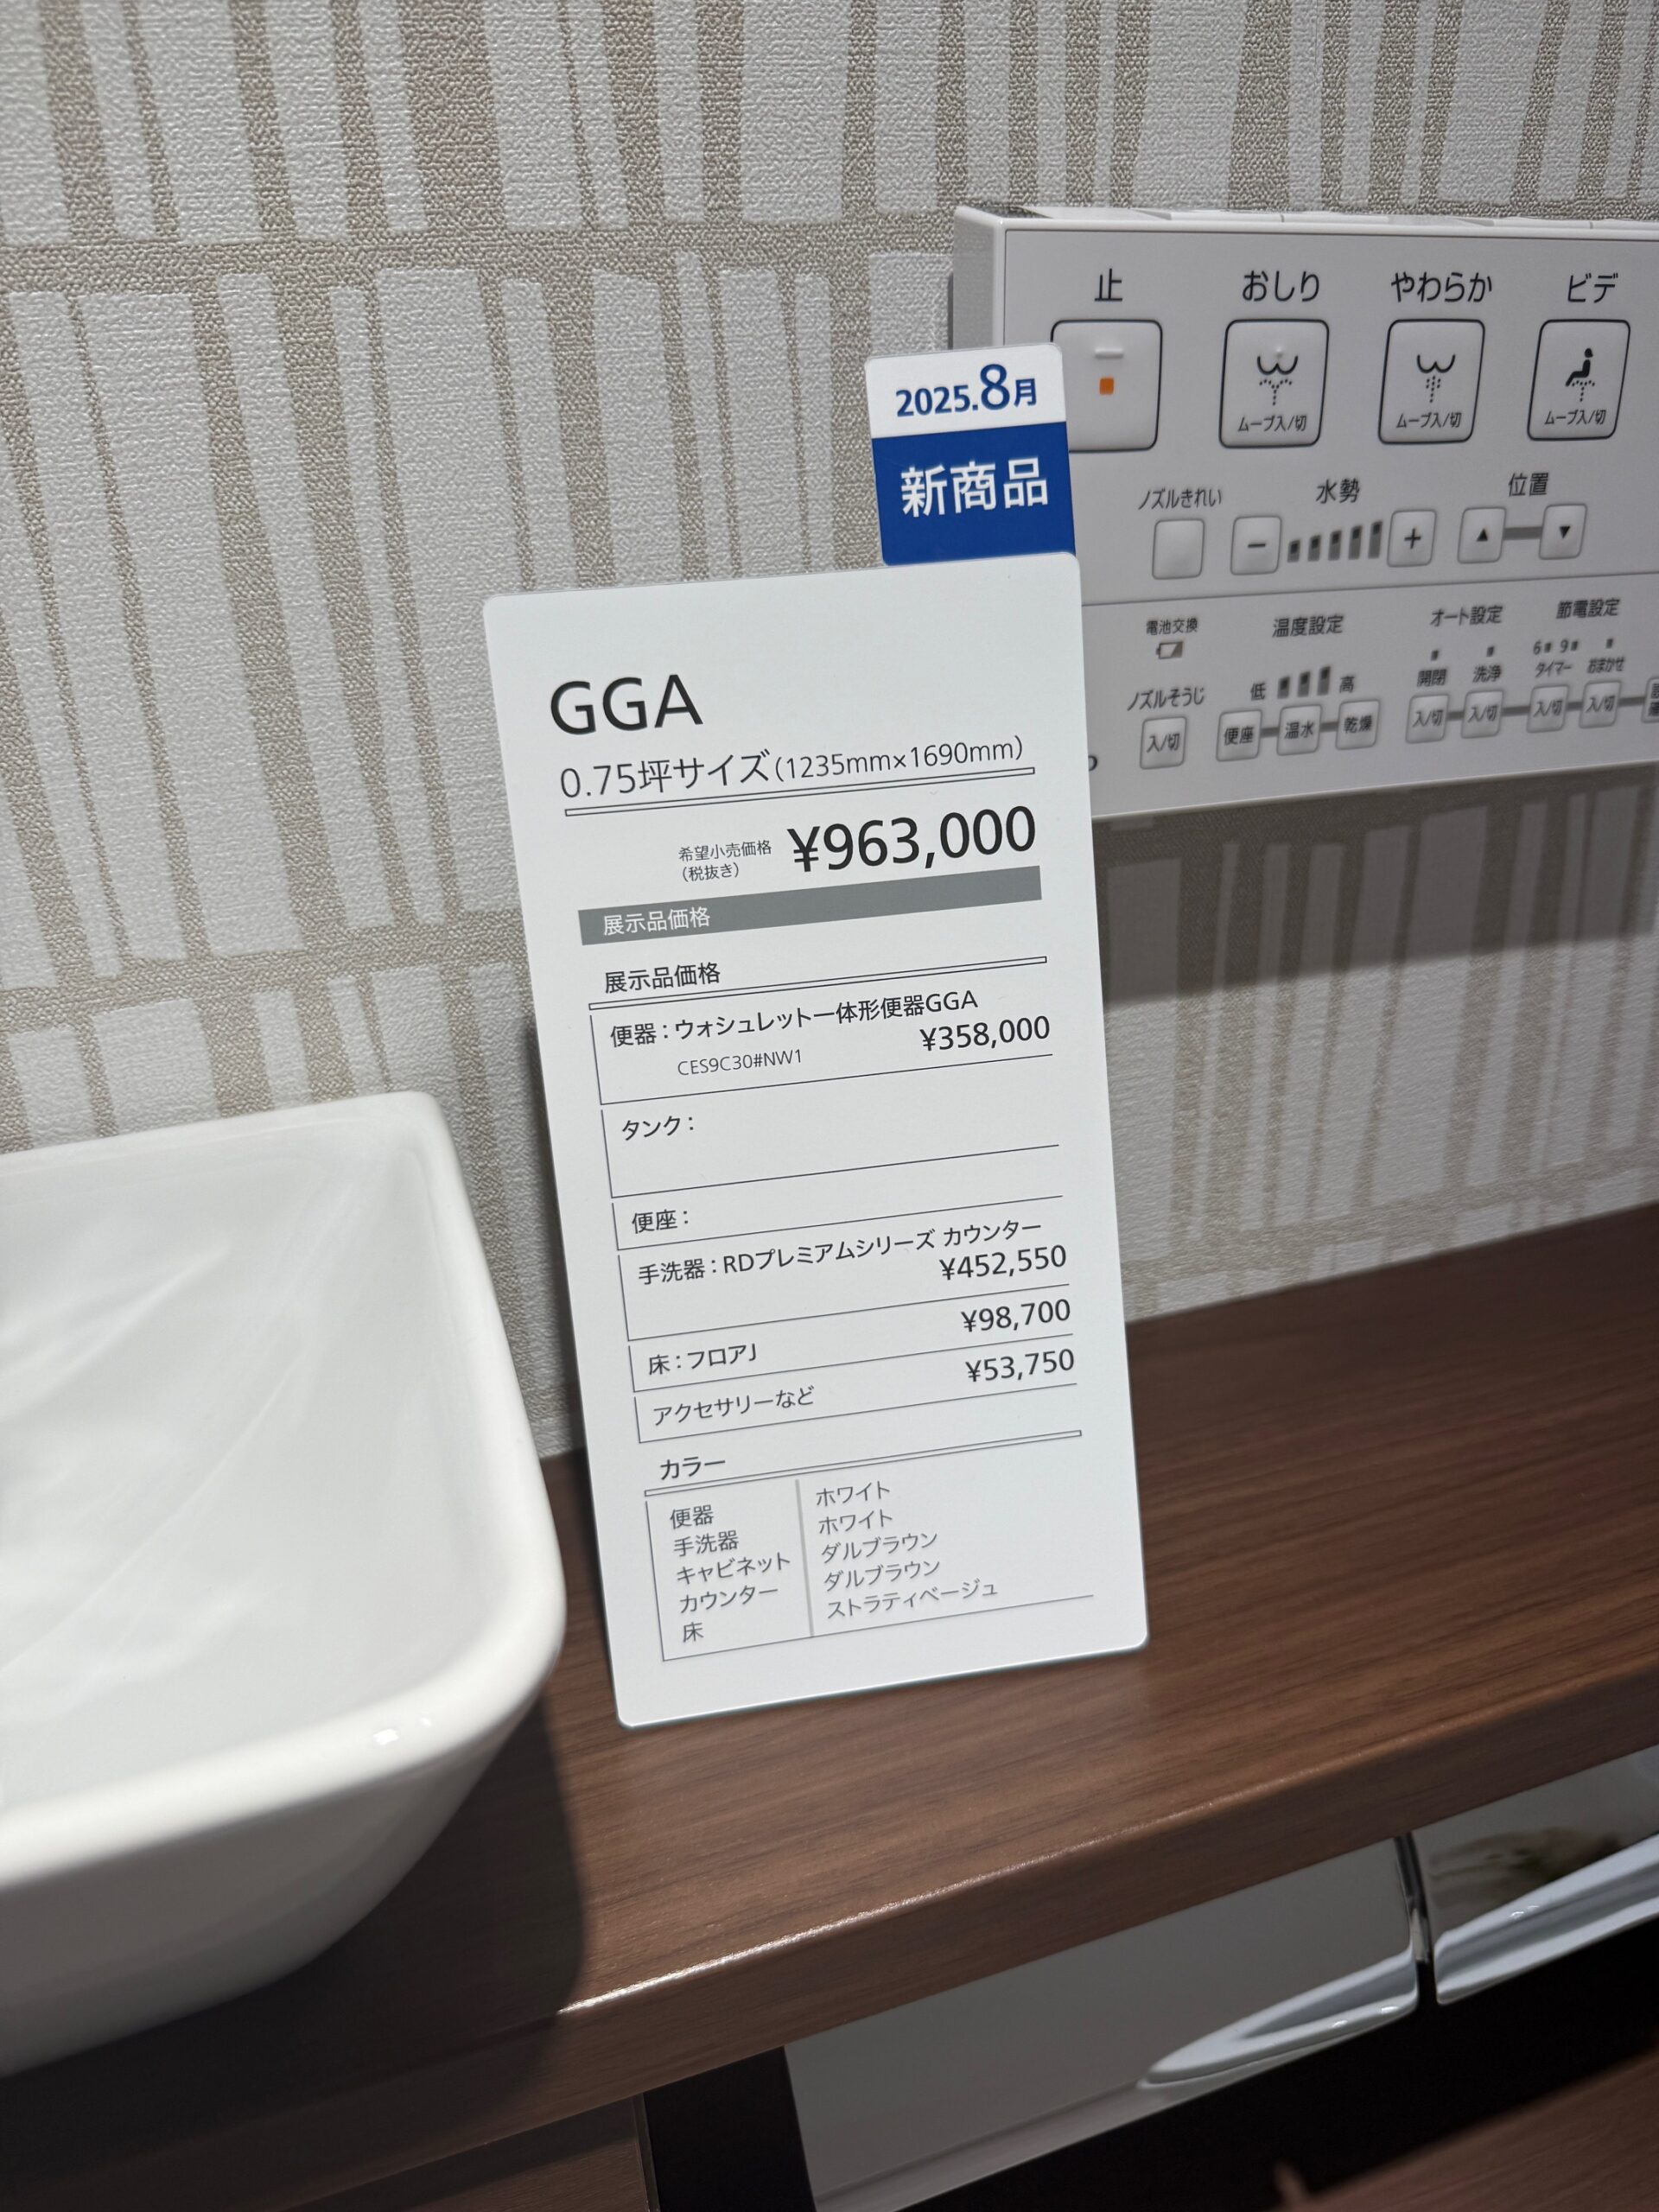 止 おしり やわらか ビデ
ムーブ入/切 ムーブ入/切 ムーブ入/切
ノズルきれい 水勢 位置
− + ▲ ▼
電池交換 温度設定 オート設定 節電設定
6 9
開閉 洗浄 タイマー おまかせ
ノズルそうじ 低 高
入/切 便座 温水 乾燥 入/切 入/切 入/切 入/切
2025.8月
新商品
GGA
0.75坪サイズ(1235mm×1690mm)
希望小売価格
(税抜き)
¥963,000
展示品価格
展示品価格
便器:ウォシュレット一体形便器GGA
CES9C30#NW1 ¥358,000
タンク:
便座:
手洗器:RDプレミアムシリーズ カウンター
¥452,550
床:フロアJ ¥98,700
アクセサリーなど ¥53,750
カラー
便器 ホワイト
手洗器 ホワイト
キャビネット ダルブラウン
カウンター ダルブラウン
床 ストラティベージュ